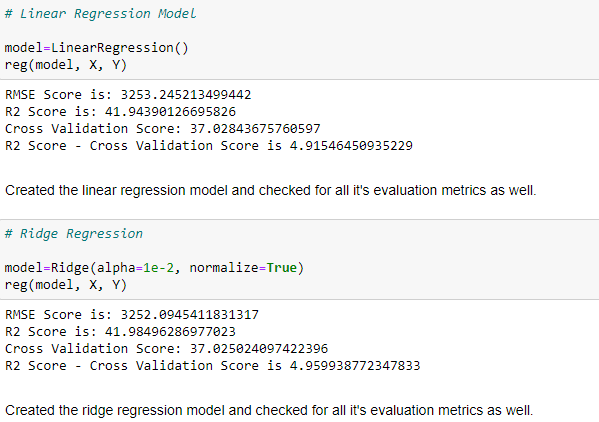 # Linear Regression Model
model=LinearRegression()
reg(model, X, Y)
RMSE Score is: 3253.245213499442
R2 Score is: 41.94390126695826
Cross Validation Score: 37.02843675760597
R2 Score - Cross Validation Score is 4.91546450935229
Created the linear regression model and checked for all it's evaluation metrics as well.
# Ridge Regression
model=Ridge(alpha=1e-2, normalize=True)
reg(model, X, Y)
RMSE Score is: 3252.0945411831317
R2 Score is: 41.98496286977023
Cross Validation Score: 37.025024097422396
R2 Score - Cross Validation Score is 4.959938772347833
Created the ridge regression model and checked for all it's evaluation metrics as well.